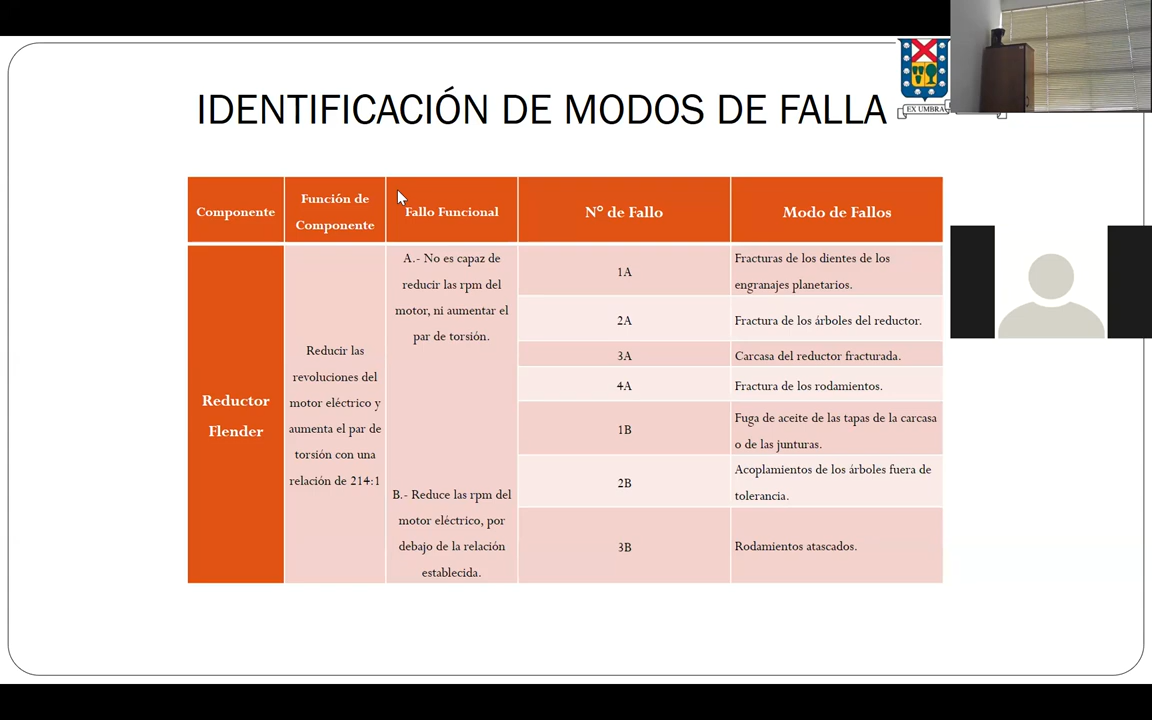 IDENTIFICACIÓN DE MODOS DE FALLA
EX UMBRA
Componente
Función de
Componente
Fallo Funcional
N° de Fallo
Modo de Fallos
Reductor
Flender
Reducir las
revoluciones del
motor eléctrico y
aumenta el par de
torsión con una
relación de 214:1
A.- No es capaz de
reducir las rpm del
motor, ni aumentar el
par de torsión.
B.- Reduce las rpm del
motor eléctrico, por
debajo de la relación
establecida.
1A
Fracturas de los dientes de los
engranajes planetarios.
2A
Fractura de los árboles del reductor.
3A
Carcasa del reductor fracturada.
4A
Fractura de los rodamientos.
1B
Fuga de aceite de las tapas de la carcasa
o de las junturas.
2B
Acoplamientos de los árboles fuera de
tolerancia.
3B
Rodamientos atascados.